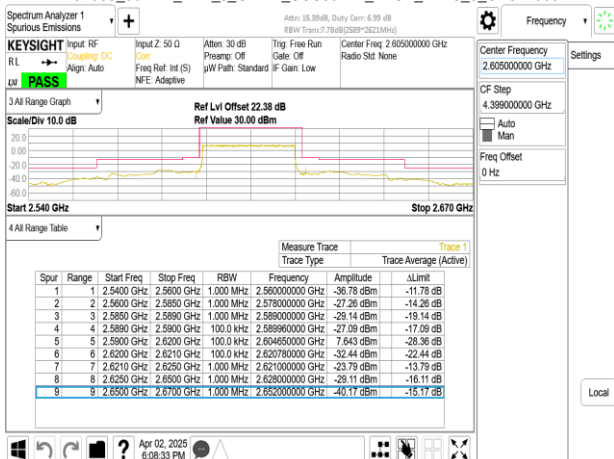 Spectrum Analyzer 1
Spurious Emissions
Attn: 15.39dB, Duty Corr: 6.99 dB
RBW Trans:7.78dB(2589~2621MHz)
Frequency
KEYSIGHT
Input: RF
Input Z: 50 Ω
Atten: 30 dB
Trig: Free Run
Center Freq: 2.605000000 GHz
RL
Coupling: DC
Corr
Preamp: Off
Gate: Off
Radio Std: None
Align: Auto
Freq Ref: Int (S)
µW Path: Standard
IF Gain: Low
NFE: Adaptive
LXI
PASS
Center Frequency
2.605000000 GHz
Settings
CF Step
4.399000000 GHz
Auto
Man
Freq Offset
0 Hz
3 All Range Graph
Scale/Div 10.0 dB
Ref Lvl Offset 22.38 dB
Ref Value 30.00 dBm
20.0
0.00
-20.0
-40.0
-60.0
Start 2.540 GHz
Stop 2.670 GHz
4 All Range Table
Measure Trace Trace 1
Trace Type Trace Average (Active)
Spur Range Start Freq Stop Freq RBW Frequency Amplitude ΔLimit
1 1 2.5400 GHz 2.5600 GHz 1.000 MHz 2.560000000 GHz -36.78 dBm -11.78 dB
2 2 2.5600 GHz 2.5850 GHz 1.000 MHz 2.578000000 GHz -27.26 dBm -14.26 dB
3 3 2.5850 GHz 2.5890 GHz 1.000 MHz 2.589000000 GHz -29.14 dBm -19.14 dB
4 4 2.5890 GHz 2.5900 GHz 100.0 kHz 2.589960000 GHz -27.09 dBm -17.09 dB
5 5 2.5900 GHz 2.6200 GHz 100.0 kHz 2.604650000 GHz 7.643 dBm -28.36 dB
6 6 2.6200 GHz 2.6210 GHz 100.0 kHz 2.620780000 GHz -32.44 dBm -22.44 dB
7 7 2.6210 GHz 2.6250 GHz 1.000 MHz 2.621000000 GHz -23.79 dBm -13.79 dB
8 8 2.6250 GHz 2.6500 GHz 1.000 MHz 2.628000000 GHz -29.11 dBm -16.11 dB
9 9 2.6500 GHz 2.6700 GHz 1.000 MHz 2.652000000 GHz -40.17 dBm -15.17 dB
Local
Apr 02, 2025
6:08:33 PM